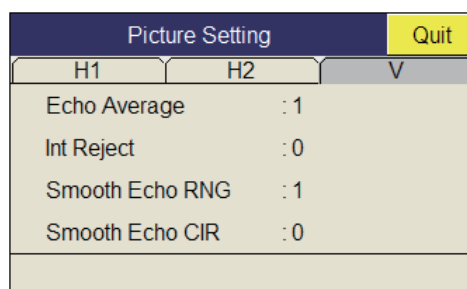 Picture Setting Quit
H1 H2 V
Echo Average : 1
Int Reject : 0
Smooth Echo RNG : 1
Smooth Echo CIR : 0